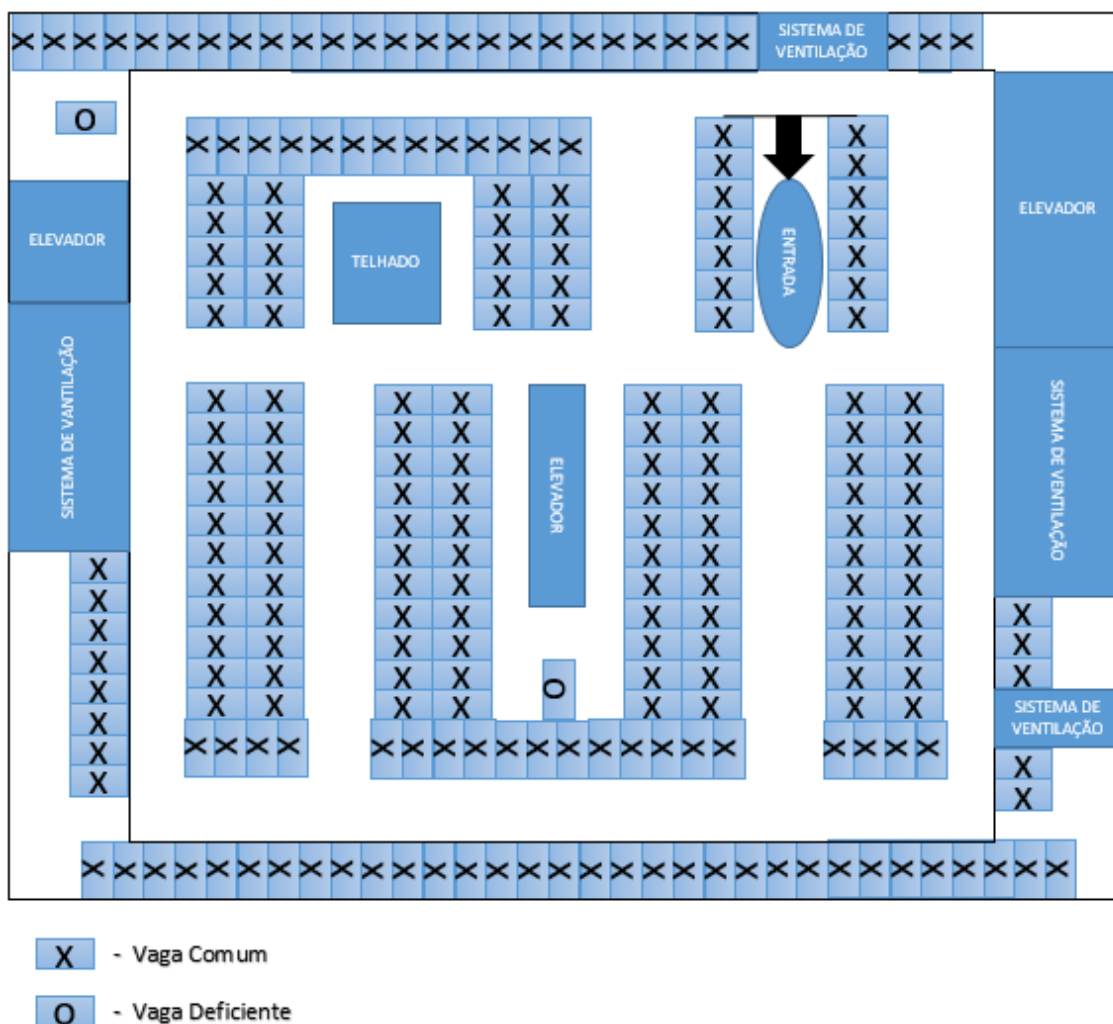 X X X X X X X X X X X X X X X X X X X X X X X X
SISTEMA DE
VENTILAÇÃO
X X X
O
X X X X X X X X X X X X X
X X
X X
X X X X X X
X X X X X X
X X X X X X
X X X X X X
X X X X X X
ELEVADOR
TELHADO
ENTRADA
ELEVADOR
SISTEMA DE VANTILAÇÃO
X X X X X X X X
X X X X X X X X
X X X X X X X X
X X X X X X X X
X X X X X X X X
X X X X X X X X
X X X X X X X X
X X X X X X X X
X X X X X X X X
X X X X X X X X
X X X X X X X X
ELEVADOR
SISTEMA DE VENTILAÇÃO
O
X X X X
X X X X X X X X X X X X
X X X X
X
X
X
X
X
X
X
X
X
X
X
SISTEMA DE
VENTILAÇÃO
X
X
X X X X X X X X X X X X X X X X X X X X X X X X X X X X X X X X
X - Vaga Comum
O - Vaga Deficiente